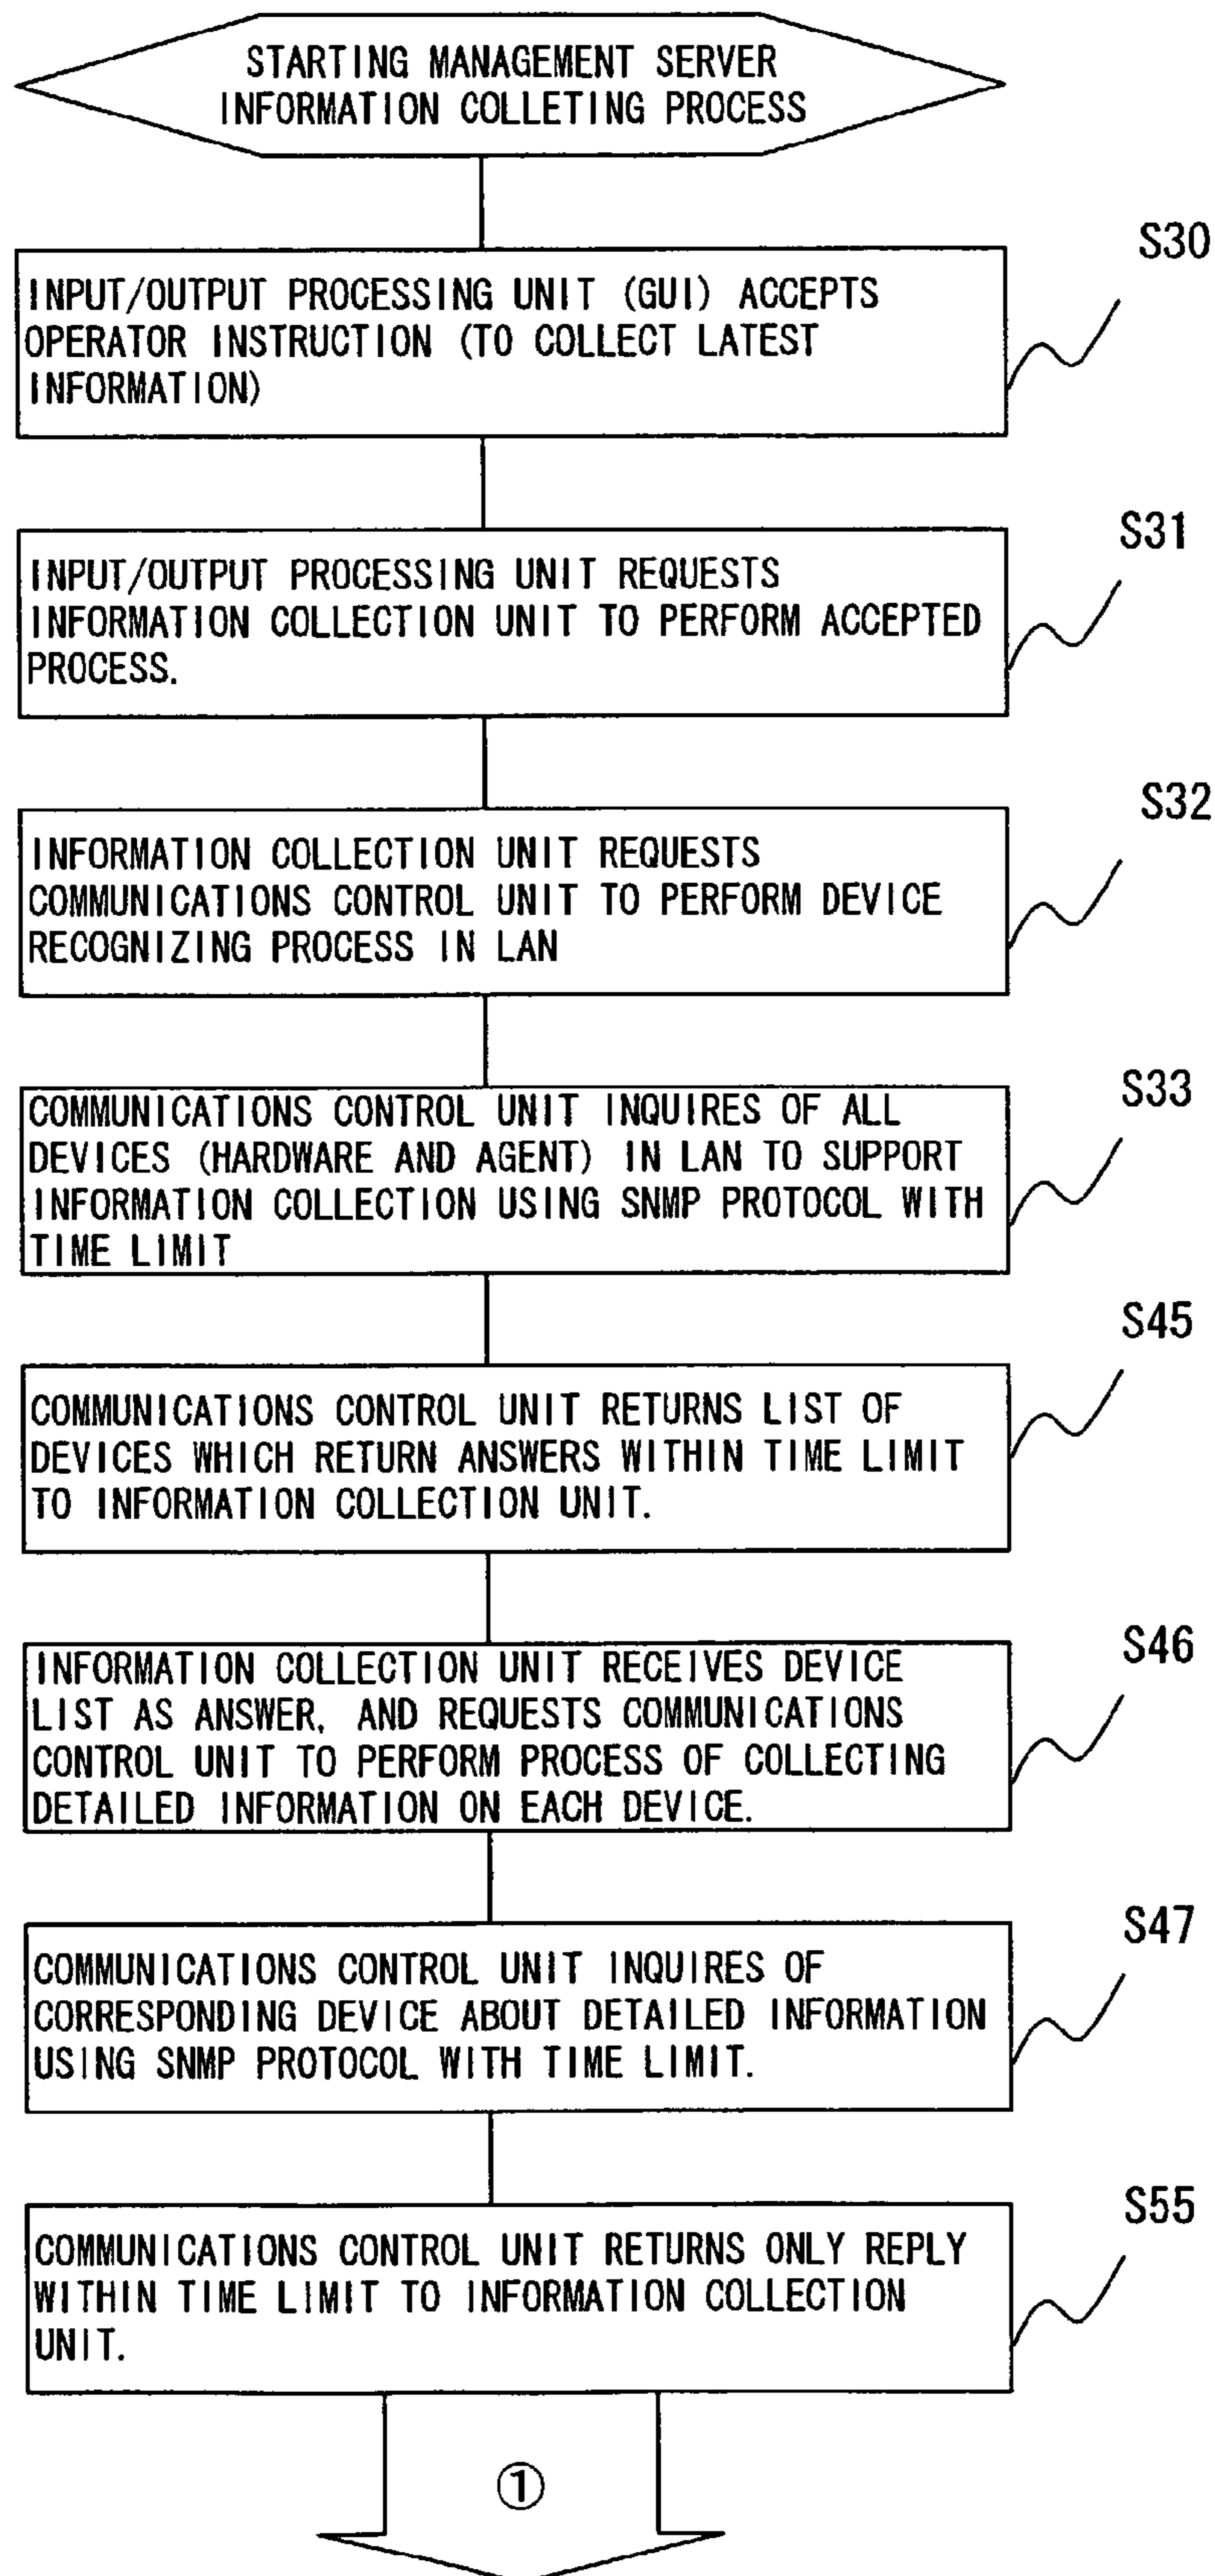 STARTING MANAGEMENT SERVER
INFORMATION COLLETING PROCESS
S30
INPUT/OUTPUT PROCESSING UNIT (GUI) ACCEPTS
OPERATOR INSTRUCTION (TO COLLECT LATEST
INFORMATION)
S31
INPUT/OUTPUT PROCESSING UNIT REQUESTS
INFORMATION COLLECTION UNIT TO PERFORM ACCEPTED
PROCESS.
S32
INFORMATION COLLECTION UNIT REQUESTS
COMMUNICATIONS CONTROL UNIT TO PERFORM DEVICE
RECOGNIZING PROCESS IN LAN
S33
COMMUNICATIONS CONTROL UNIT INQUIRES OF ALL
DEVICES (HARDWARE AND AGENT) IN LAN TO SUPPORT
INFORMATION COLLECTION USING SNMP PROTOCOL WITH
TIME LIMIT
S45
COMMUNICATIONS CONTROL UNIT RETURNS LIST OF
DEVICES WHICH RETURN ANSWERS WITHIN TIME LIMIT
TO INFORMATION COLLECTION UNIT.
S46
INFORMATION COLLECTION UNIT RECEIVES DEVICE
LIST AS ANSWER, AND REQUESTS COMMUNICATIONS
CONTROL UNIT TO PERFORM PROCESS OF COLLECTING
DETAILED INFORMATION ON EACH DEVICE.
S47
COMMUNICATIONS CONTROL UNIT INQUIRES OF
CORRESPONDING DEVICE ABOUT DETAILED INFORMATION
USING SNMP PROTOCOL WITH TIME LIMIT.
S55
COMMUNICATIONS CONTROL UNIT RETURNS ONLY REPLY
WITHIN TIME LIMIT TO INFORMATION COLLECTION
UNIT.
①